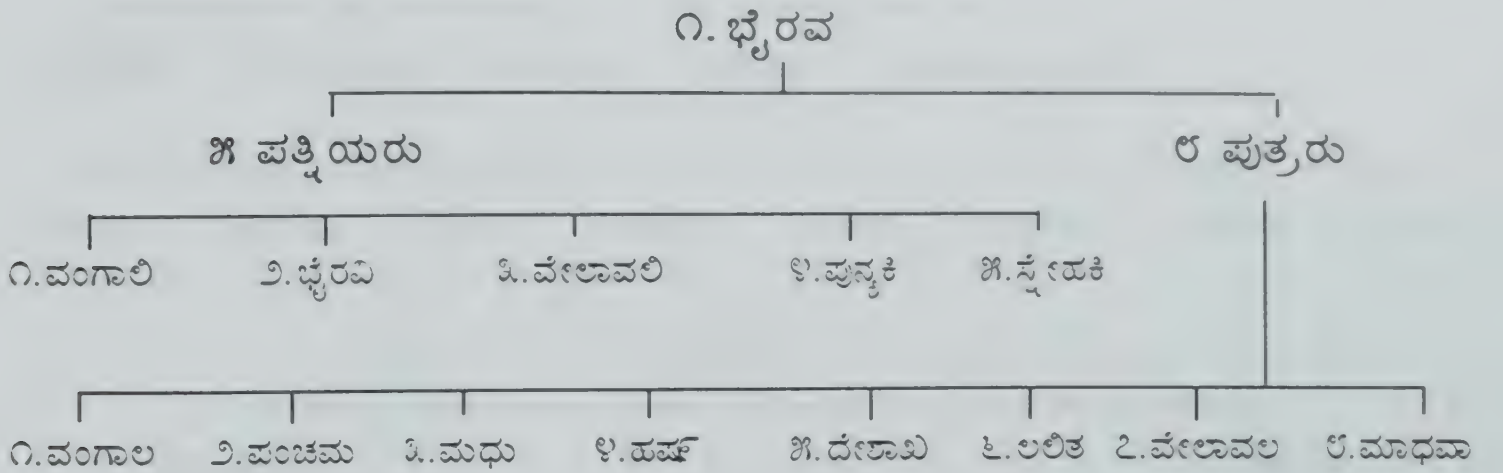 ೧. ಭೈರವ
೫ ಪತ್ನಿಯರು ೮ ಪುತ್ರರು
೧.ವಂಗಾಲಿ ೨.ಭೈರವಿ ೩.ವೇಲಾವಲಿ ೪.ಪುನ್ಯಕಿ ೫.ಸ್ನೇಹಕಿ
೧.ವಂಗಾಲ ೨.ಪಂಚಮ ೩.ಮಧು ೪.ಹರ್ಷ ೫.ದೇಶಾಖ ೬.ಲಲಿತ ೭.ವೇಲಾವಲ ೮.ಮಾಧವಾ